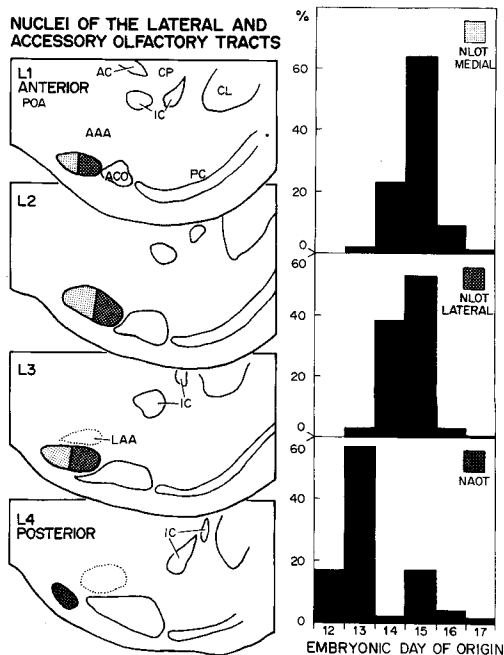 NUCLEI OF THE LATERAL AND
ACCESSORY OLFACTORY TRACTS
L1
ANTERIOR
POA
AC
CP
CL
IC
AAA
ACO
PC
L2
L3
IC
LAA
L4
POSTERIOR
IC
%
60
40
20
0
NLOT
MEDIAL
60
40
20
0
NLOT
LATERAL
60
40
20
%
NAOT
12 13 14 15 16 17
EMBRYONIC DAY OF ORIGIN